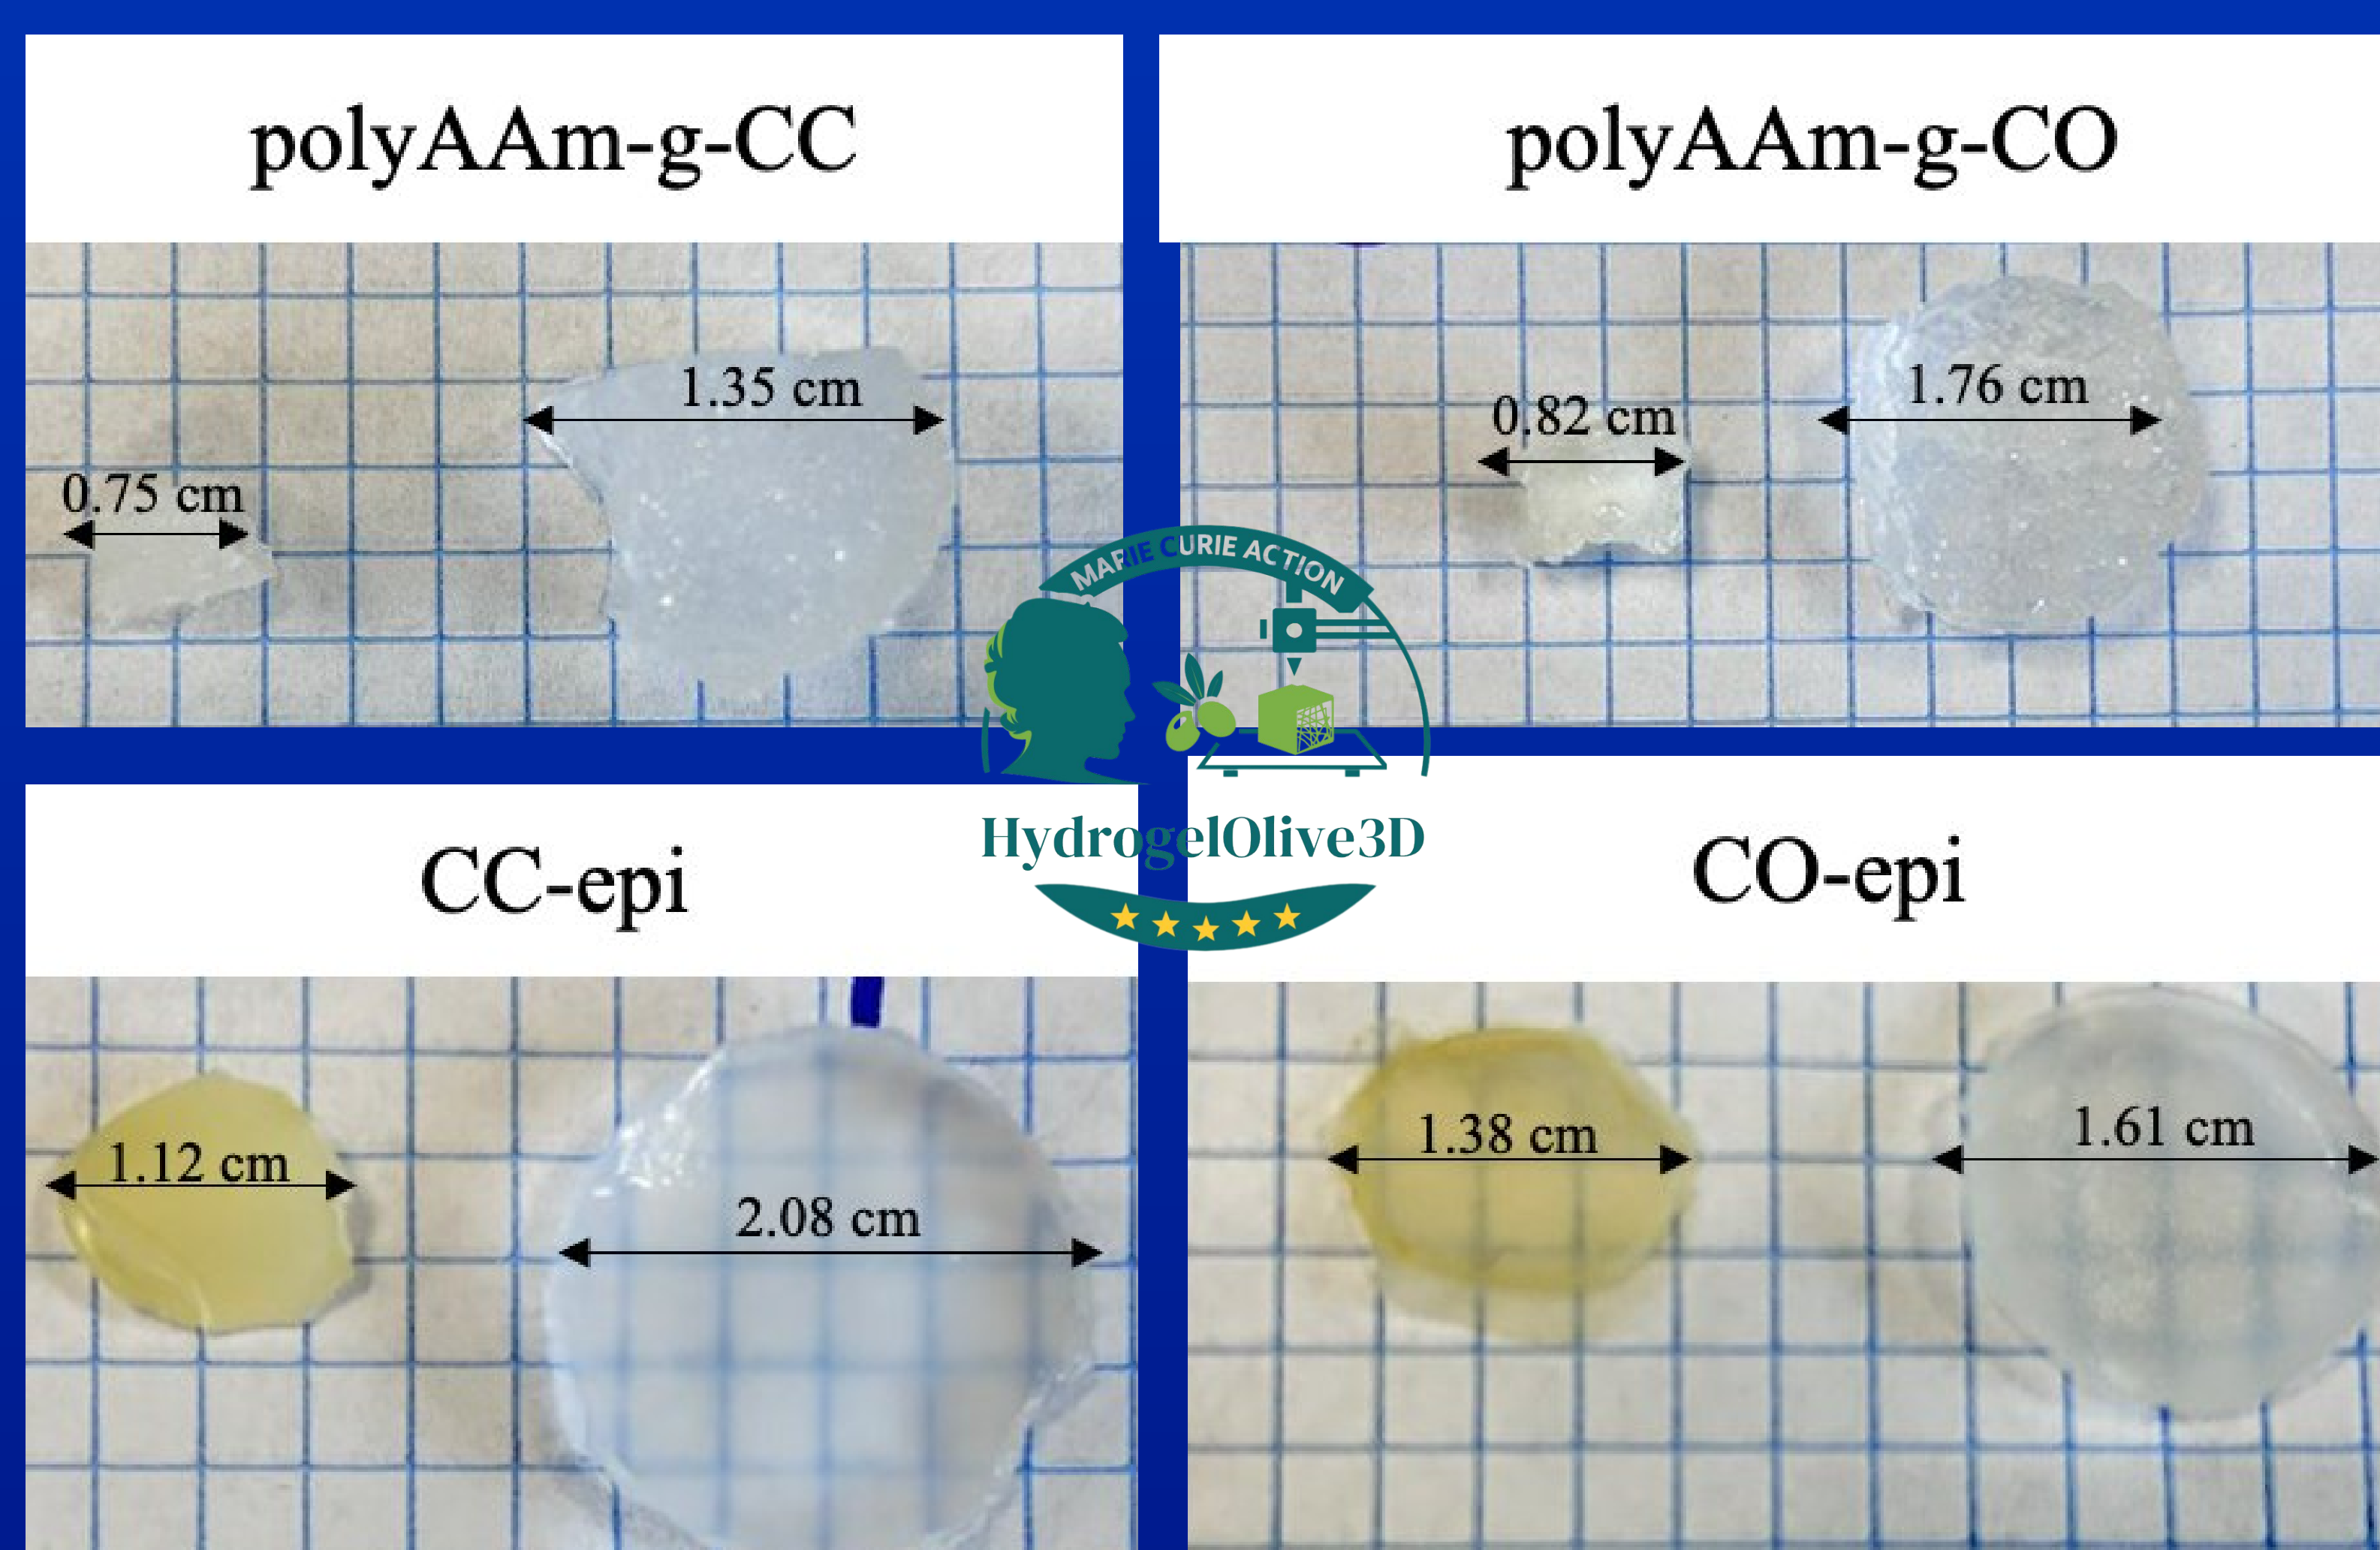 polyAAm-g-CC
polyAAm-g-CO
1.35 cm
0.75 cm
1.76 cm
0.82 cm
MARIE CURIE ACTION
HydrogelOlive3D
CC-epi
CO-epi
1.12 cm
2.08 cm
1.38 cm
1.61 cm